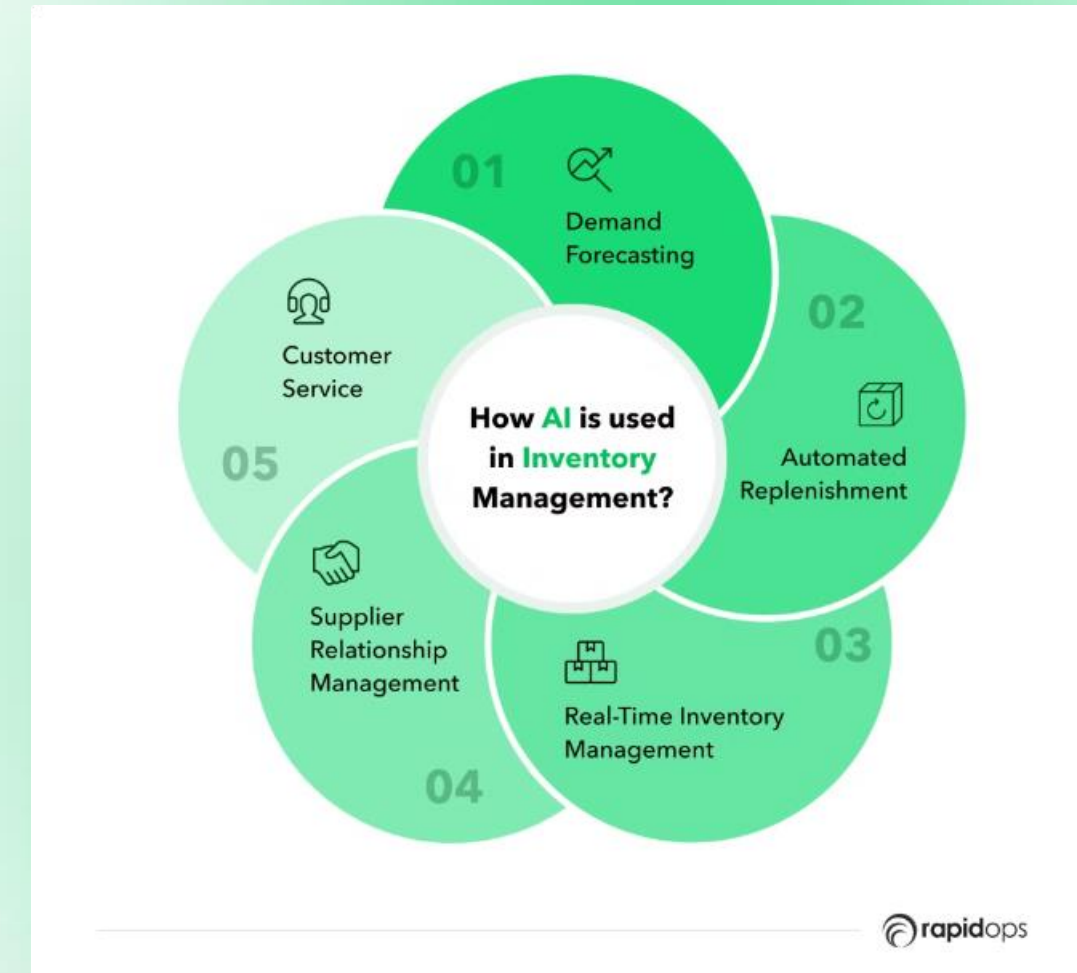 How AI is used
in Inventory
Management?
01
Demand
Forecasting
02
Automated
Replenishment
03
Real-Time Inventory
Management
04
Supplier
Relationship
Management
05
Customer
Service
rapidops